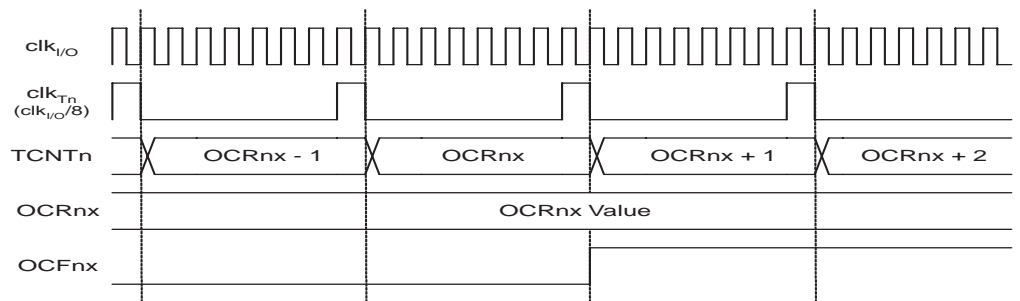 clkI/O
clkTn
(clkI/O/8)
TCNTn OCRnx - 1 OCRnx OCRnx + 1 OCRnx + 2
OCRnx OCRnx Value
OCFnx